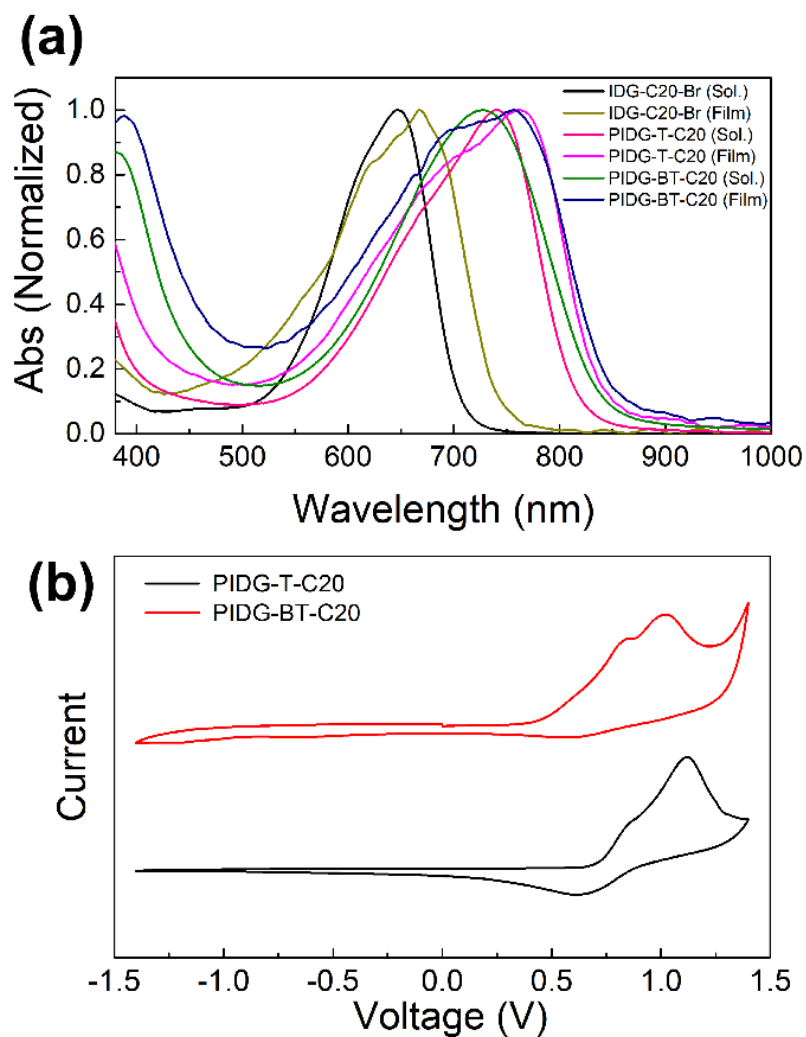 (a)
Abs (Normalized)
1.0
0.8
0.6
0.4
0.2
0.0
IDG-C20-Br (Sol.)
IDG-C20-Br (Film)
PIDG-T-C20 (Sol.)
PIDG-T-C20 (Film)
PIDG-BT-C20 (Sol.)
PIDG-BT-C20 (Film)
400 500 600 700 800 900 1000
Wavelength (nm)
(b)
PIDG-T-C20
PIDG-BT-C20
Current
-1.5 -1.0 -0.5 0.0 0.5 1.0 1.5
Voltage (V)